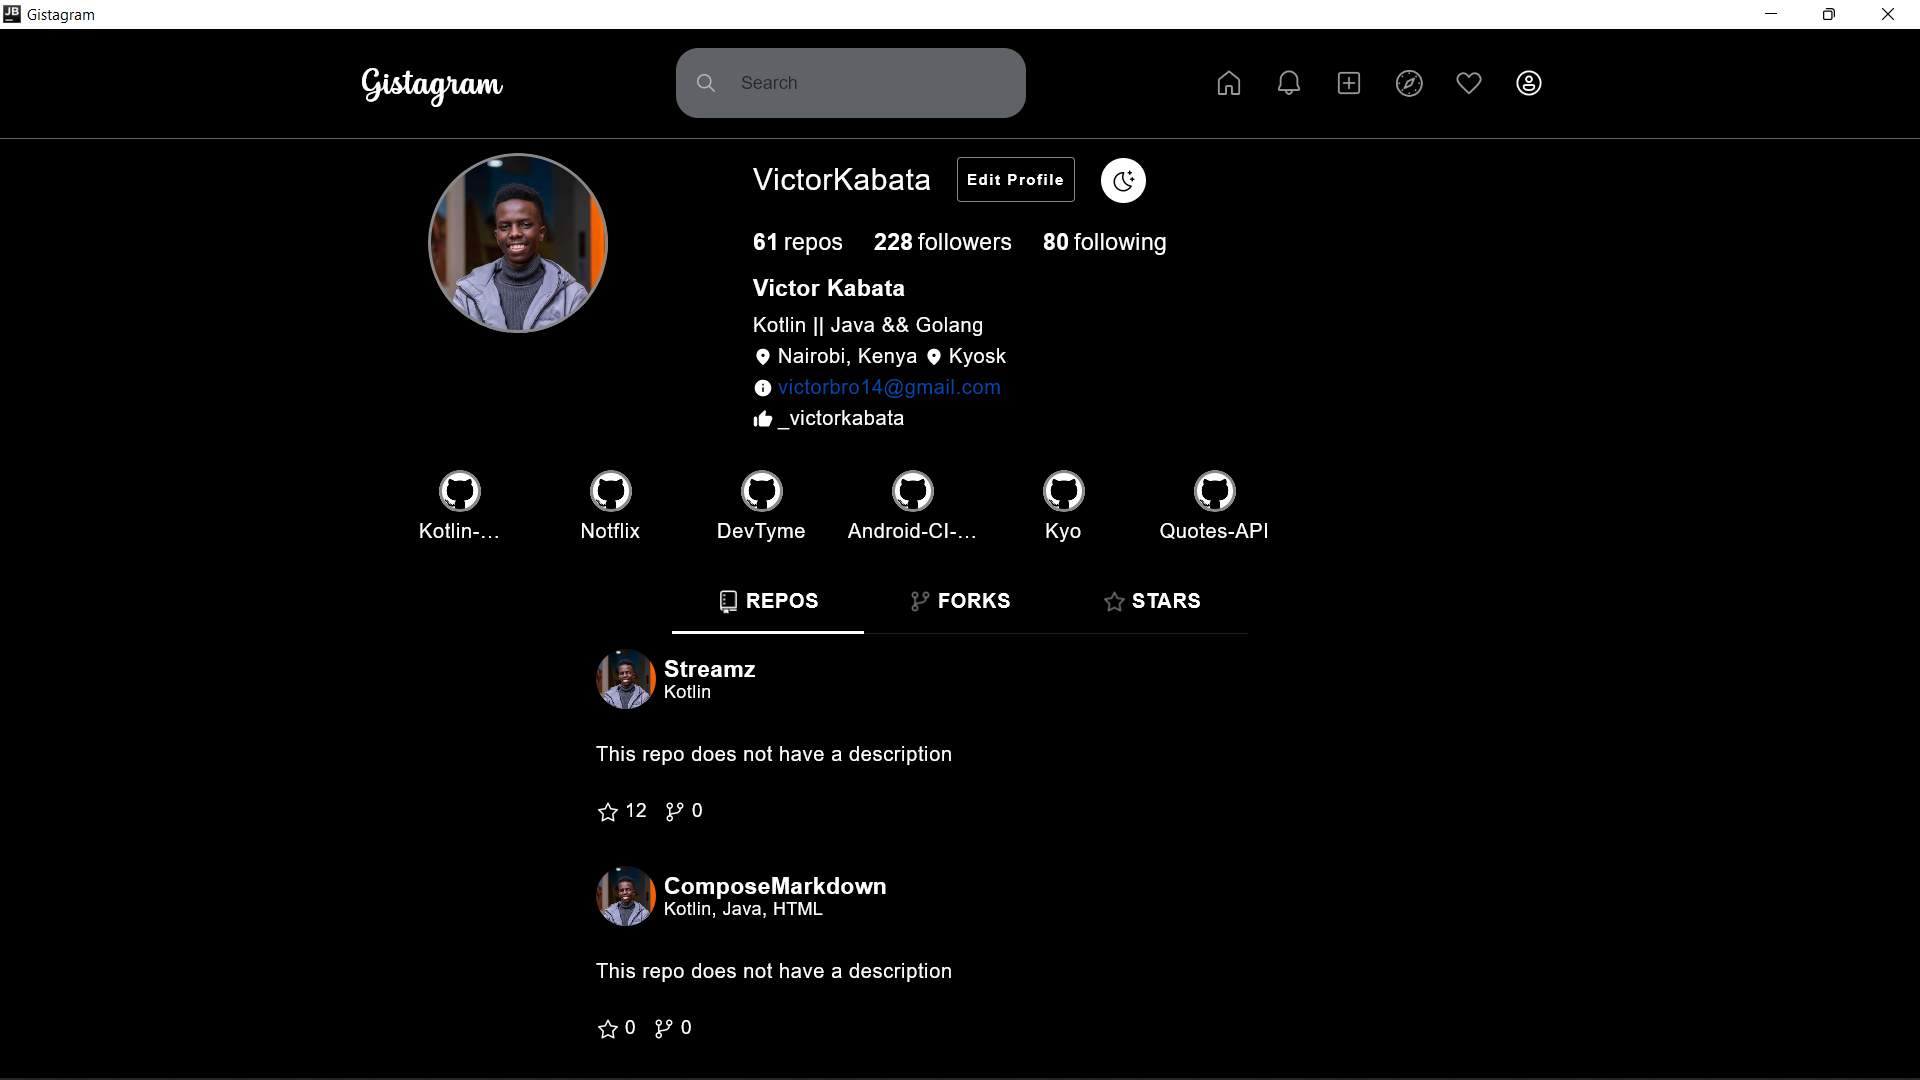 JB Gistagram
Gistagram
Search
VictorKabata
Edit Profile
61 repos 228 followers 80 following
Victor Kabata
Kotlin || Java && Golang
Nairobi, Kenya Kyosk
victorbro14@gmail.com
_victorkabata
Kotlin-... Notflix DevTyme Android-CI-... Kyo Quotes-API
REPOS FORKS STARS
Streamz
Kotlin
This repo does not have a description
12 0
ComposeMarkdown
Kotlin, Java, HTML
This repo does not have a description
0 0